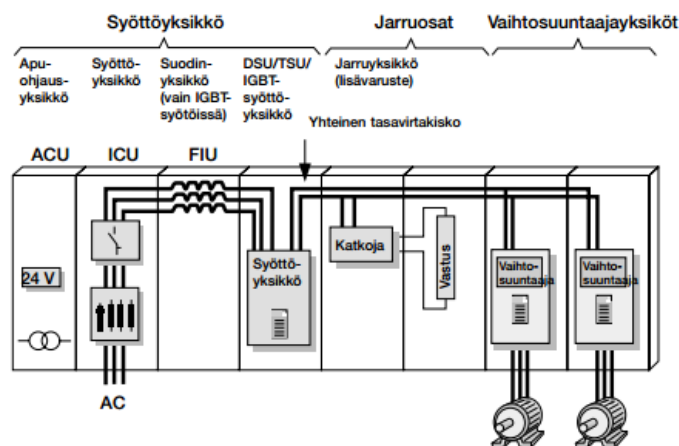 Syöttöyksikkö
Jarruosat
Vaihtosuuntaajayksiköt
Apu-
ohjaus-
yksikkö
Syöttö-
yksikkö
Suodin-
yksikkö
(vain IGBT-
syötöissä)
DSU/TSU/
IGBT-
syöttö-
yksikkö
Jarruyksikkö
(lisävaruste)
Yhteinen tasavirtakisko
ACU
ICU
FIU
24 V
Syöttö-
yksikkö
Katkoja
Vastus
Vaihto-
suuntaaja
Vaihto-
suuntaaja
AC